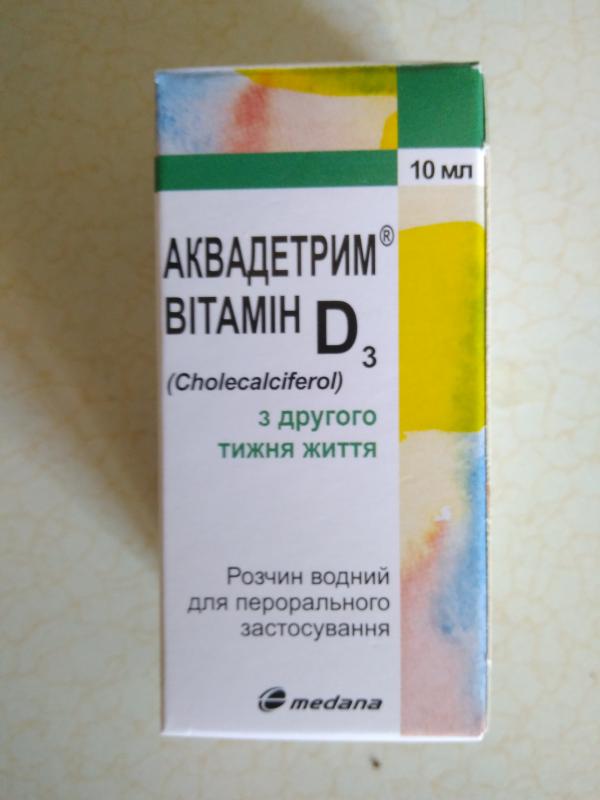 10 мл
АКВАДЕТРИМ®
ВІТАМІН D3
(Cholecalciferol)
з другого
тижня життя
Розчин водний
для перорального
застосування
medana